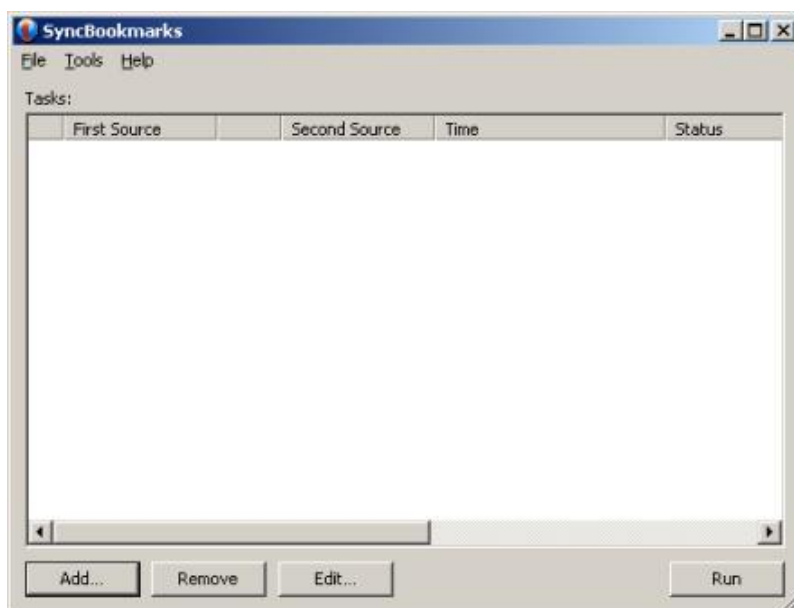 SyncBookmarks
File Tools Help
Tasks:
First Source Second Source Time Status
Add... Remove Edit... Run